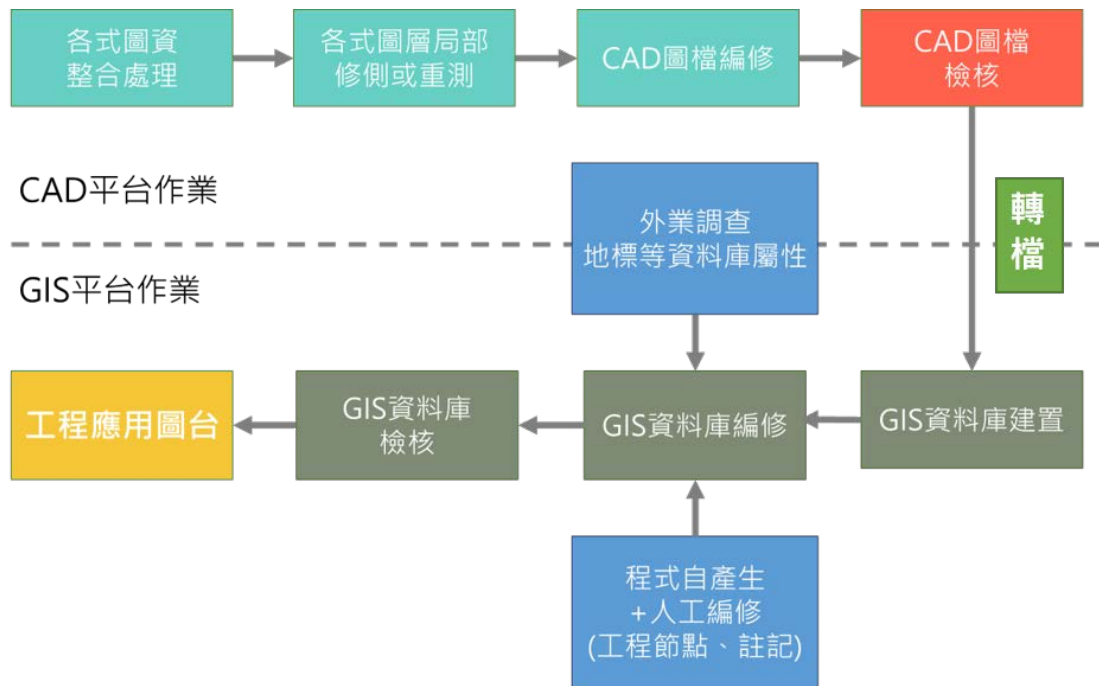 各式圖資
整合處理
各式圖層局部
修側或重測
CAD圖檔編修
CAD圖檔
檢核
CAD平台作業
外業調查
地標等資料庫屬性
轉
檔
GIS平台作業
工程應用圖台
GIS資料庫
檢核
GIS資料庫編修
GIS資料庫建置
程式自產生
+人工編修
(工程節點、註記)